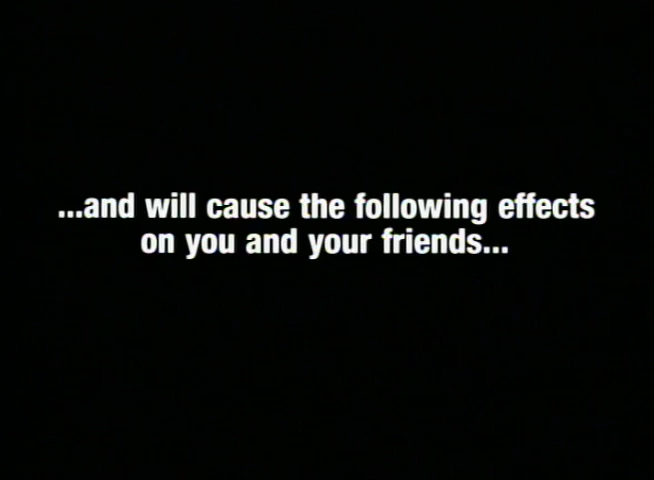 ...and will cause the following effects
on you and your friends...